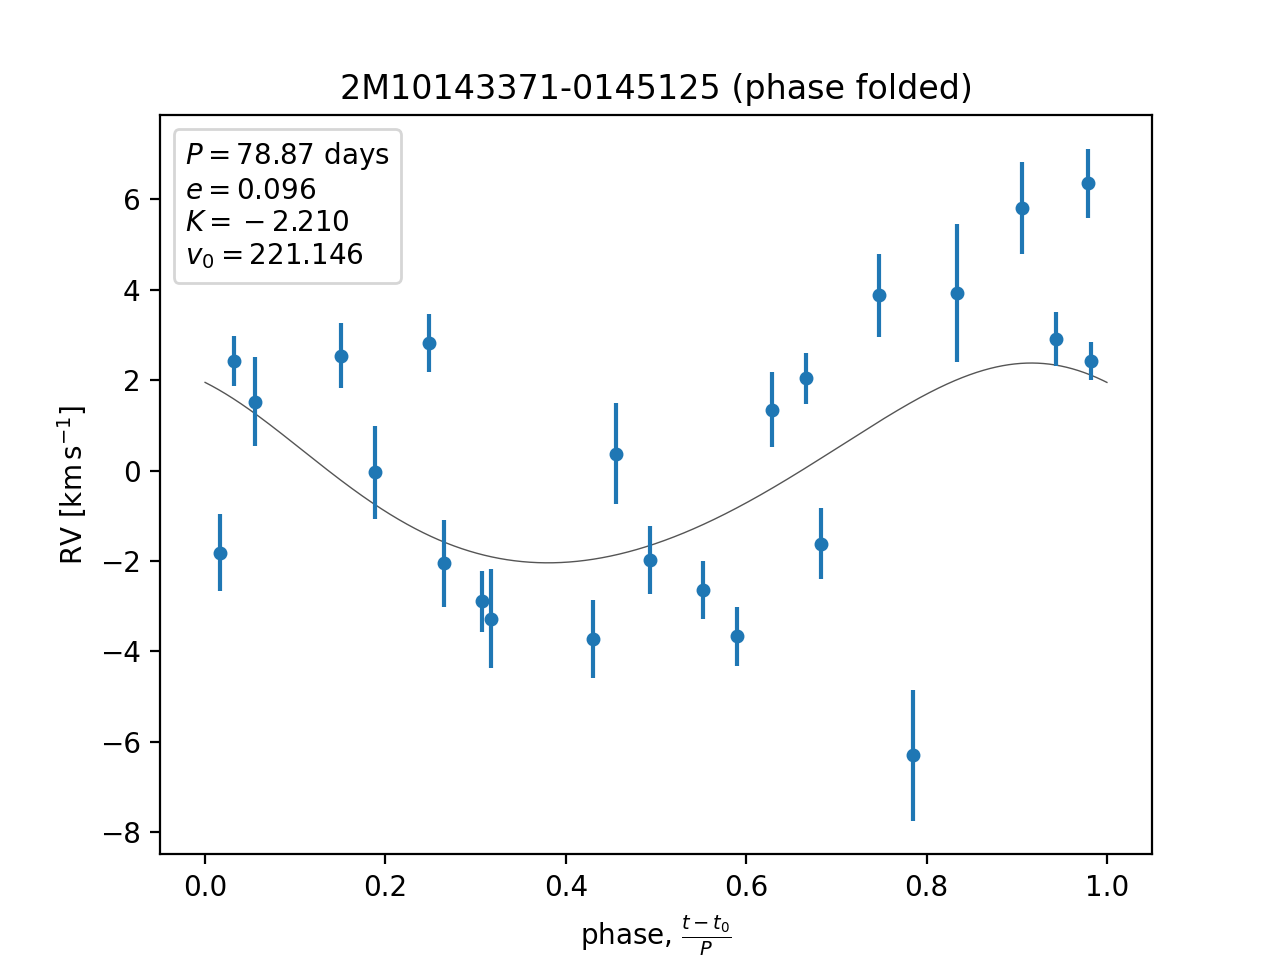 2M10143371-0145125 (phase folded)
P = 78.87 days
e = 0.096
K = −2.210
v₀ = 221.146
6
4
2
0
−2
−4
−6
−8
RV [km s⁻¹]
0.0 0.2 0.4 0.6 0.8 1.0
phase, (t − t₀)/P